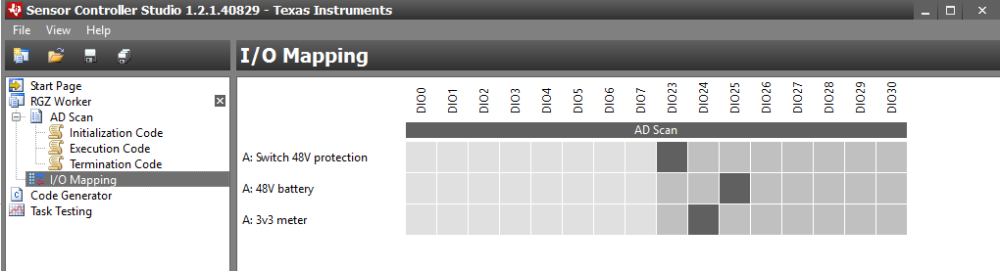 Sensor Controller Studio 1.2.1.40829 - Texas Instruments
File View Help
I/O Mapping
Start Page
RGZ Worker
AD Scan
Initialization Code
Execution Code
Termination Code
I/O Mapping
Code Generator
Task Testing
DIO0 DIO1 DIO2 DIO3 DIO4 DIO5 DIO6 DIO7 DIO23 DIO24 DIO25 DIO26 DIO27 DIO28 DIO29 DIO30
AD Scan
A: Switch 48V protection
A: 48V battery
A: 3v3 meter